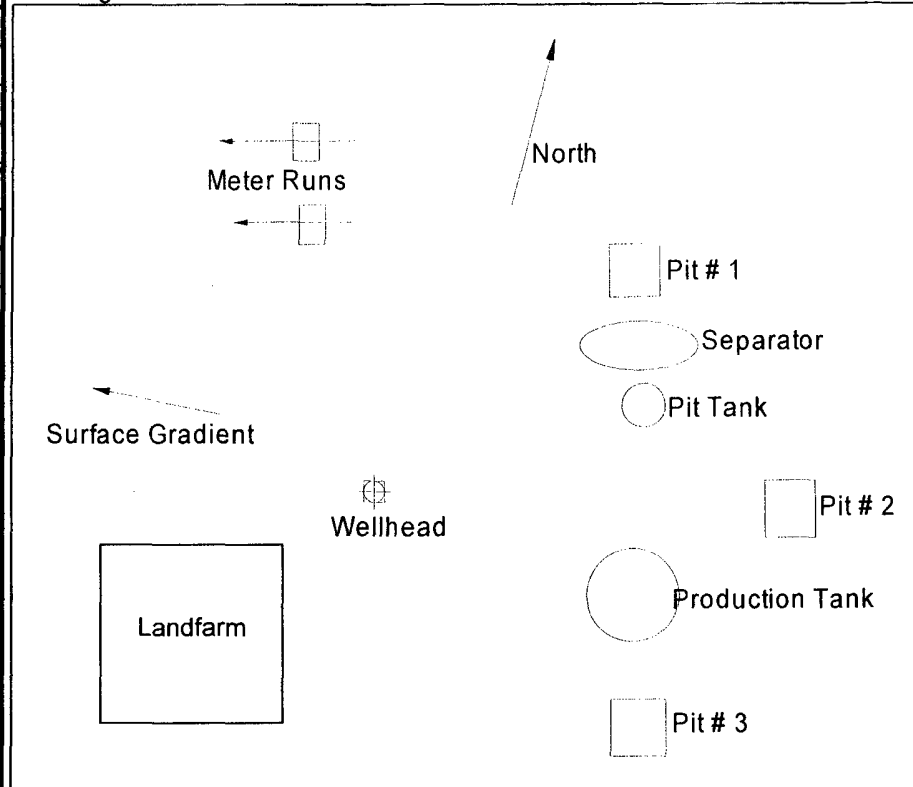 North
Meter Runs
Pit # 1
Separator
Pit Tank
Surface Gradient
Pit # 2
Wellhead
Production Tank
Landfarm
Pit # 3